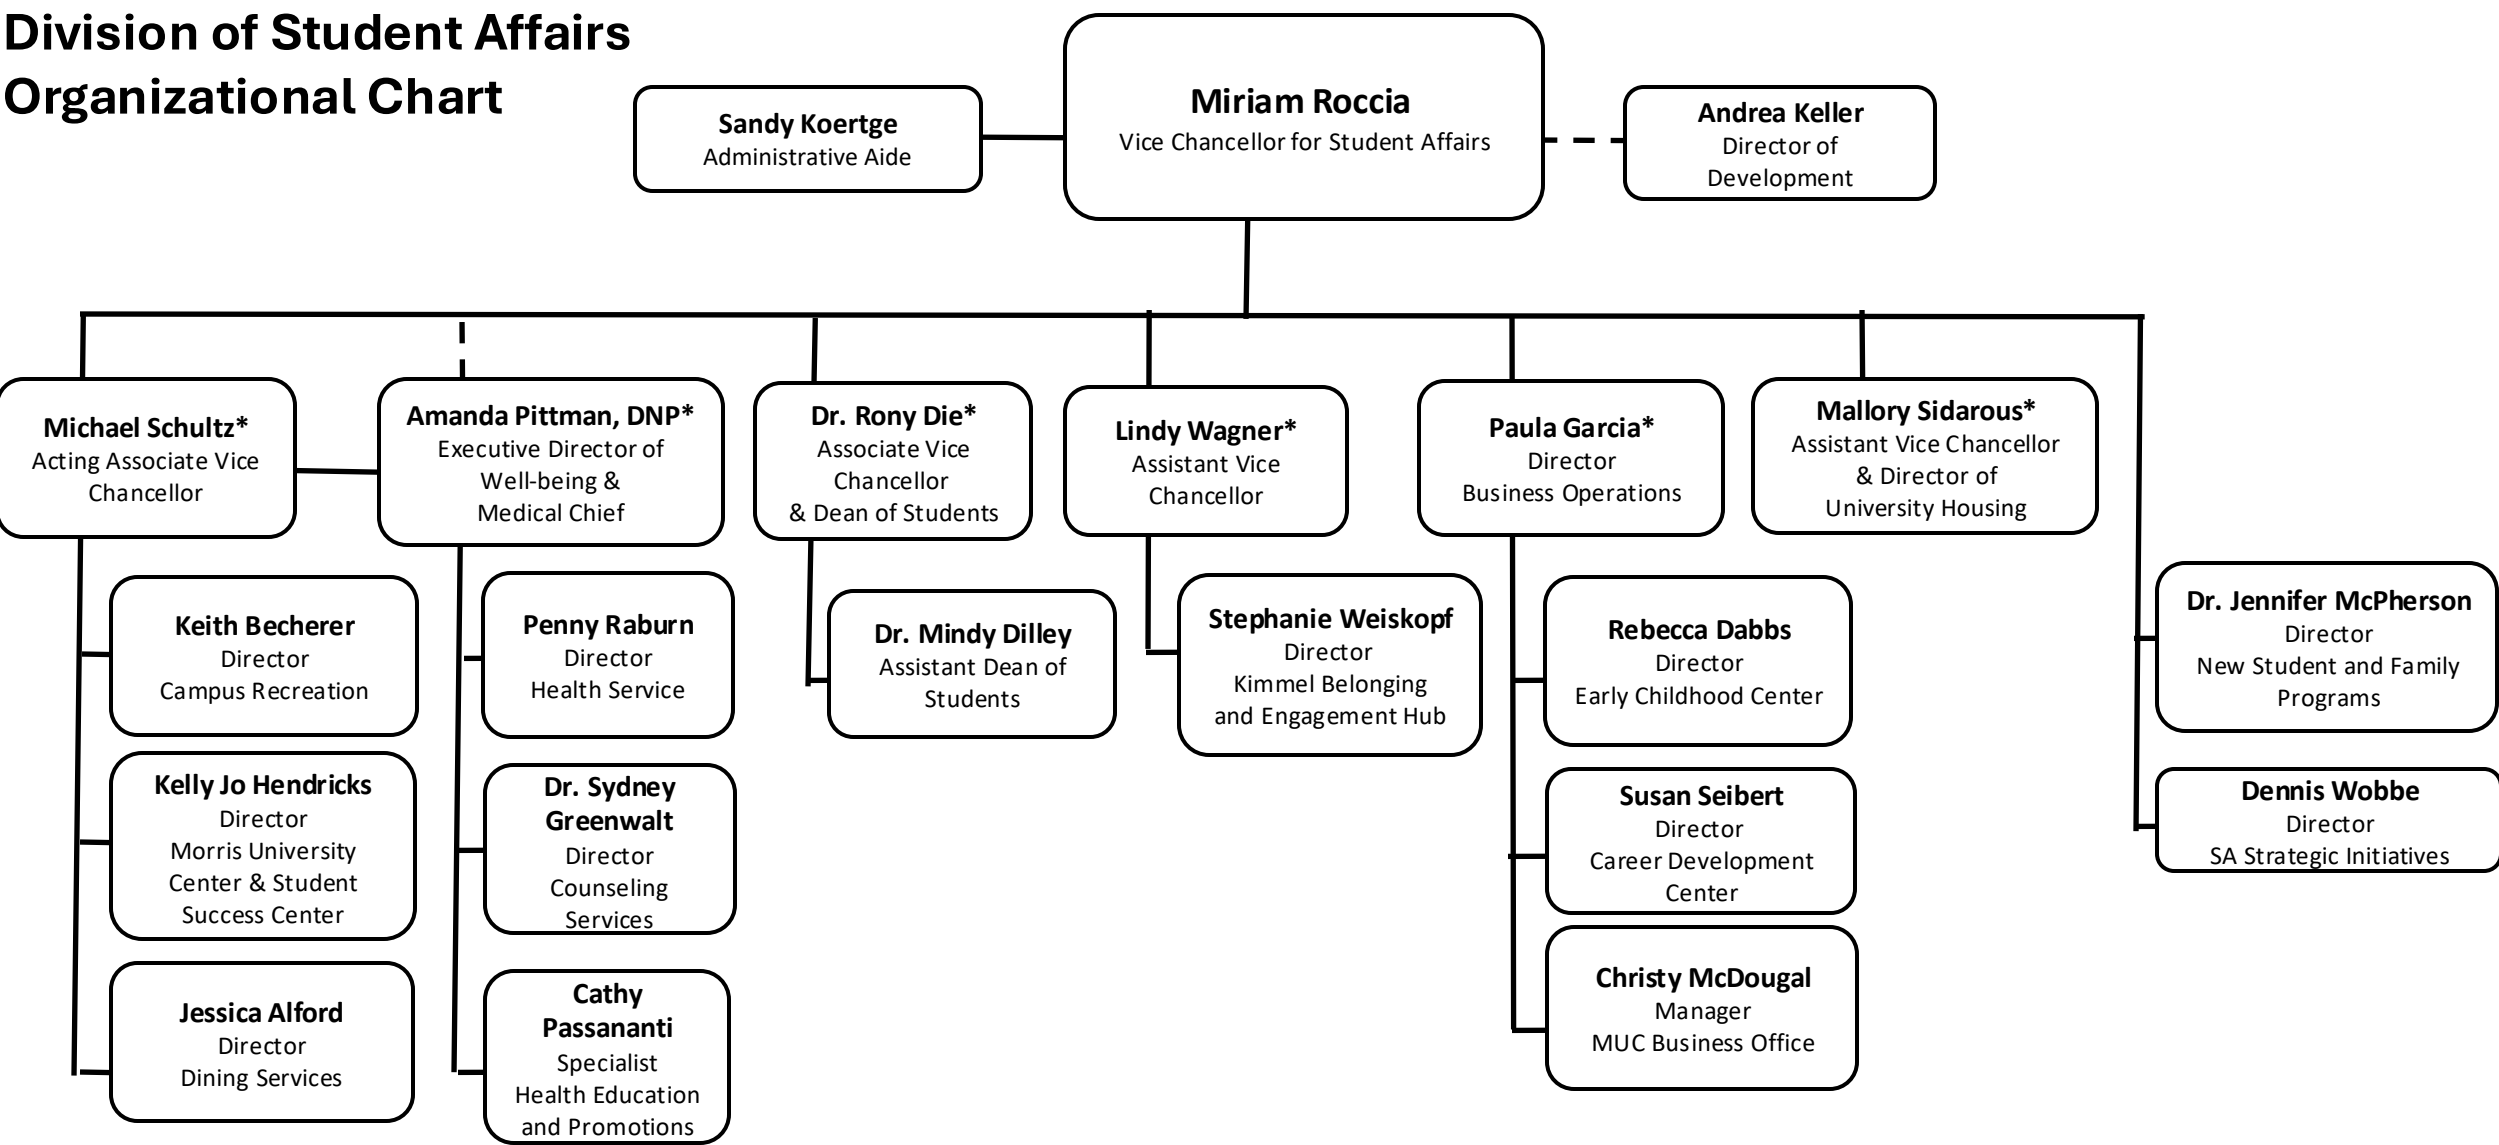 Division of Student Affairs
Organizational Chart
Miriam Roccia
Vice Chancellor for Student Affairs
Sandy Koertge
Administrative Aide
Andrea Keller
Director of
Development
Michael Schultz*
Acting Associate Vice
Chancellor
Amanda Pittman, DNP*
Executive Director of
Well-being &
Medical Chief
Dr. Rony Die*
Associate Vice
Chancellor
& Dean of Students
Lindy Wagner*
Assistant Vice
Chancellor
Paula Garcia*
Director
Business Operations
Mallory Sidarous*
Assistant Vice Chancellor
& Director of
University Housing
Keith Becherer
Director
Campus Recreation
Penny Raburn
Director
Health Service
Dr. Mindy Dilley
Assistant Dean of
Students
Stephanie Weiskopf
Director
Kimmel Belonging
and Engagement Hub
Rebecca Dabbs
Director
Early Childhood Center
Dr. Jennifer McPherson
Director
New Student and Family
Programs
Kelly Jo Hendricks
Director
Morris University
Center & Student
Success Center
Dr. Sydney
Greenwalt
Director
Counseling
Services
Susan Seibert
Director
Career Development
Center
Dennis Wobbe
Director
SA Strategic Initiatives
Jessica Alford
Director
Dining Services
Cathy
Passananti
Specialist
Health Education
and Promotions
Christy McDougal
Manager
MUC Business Office